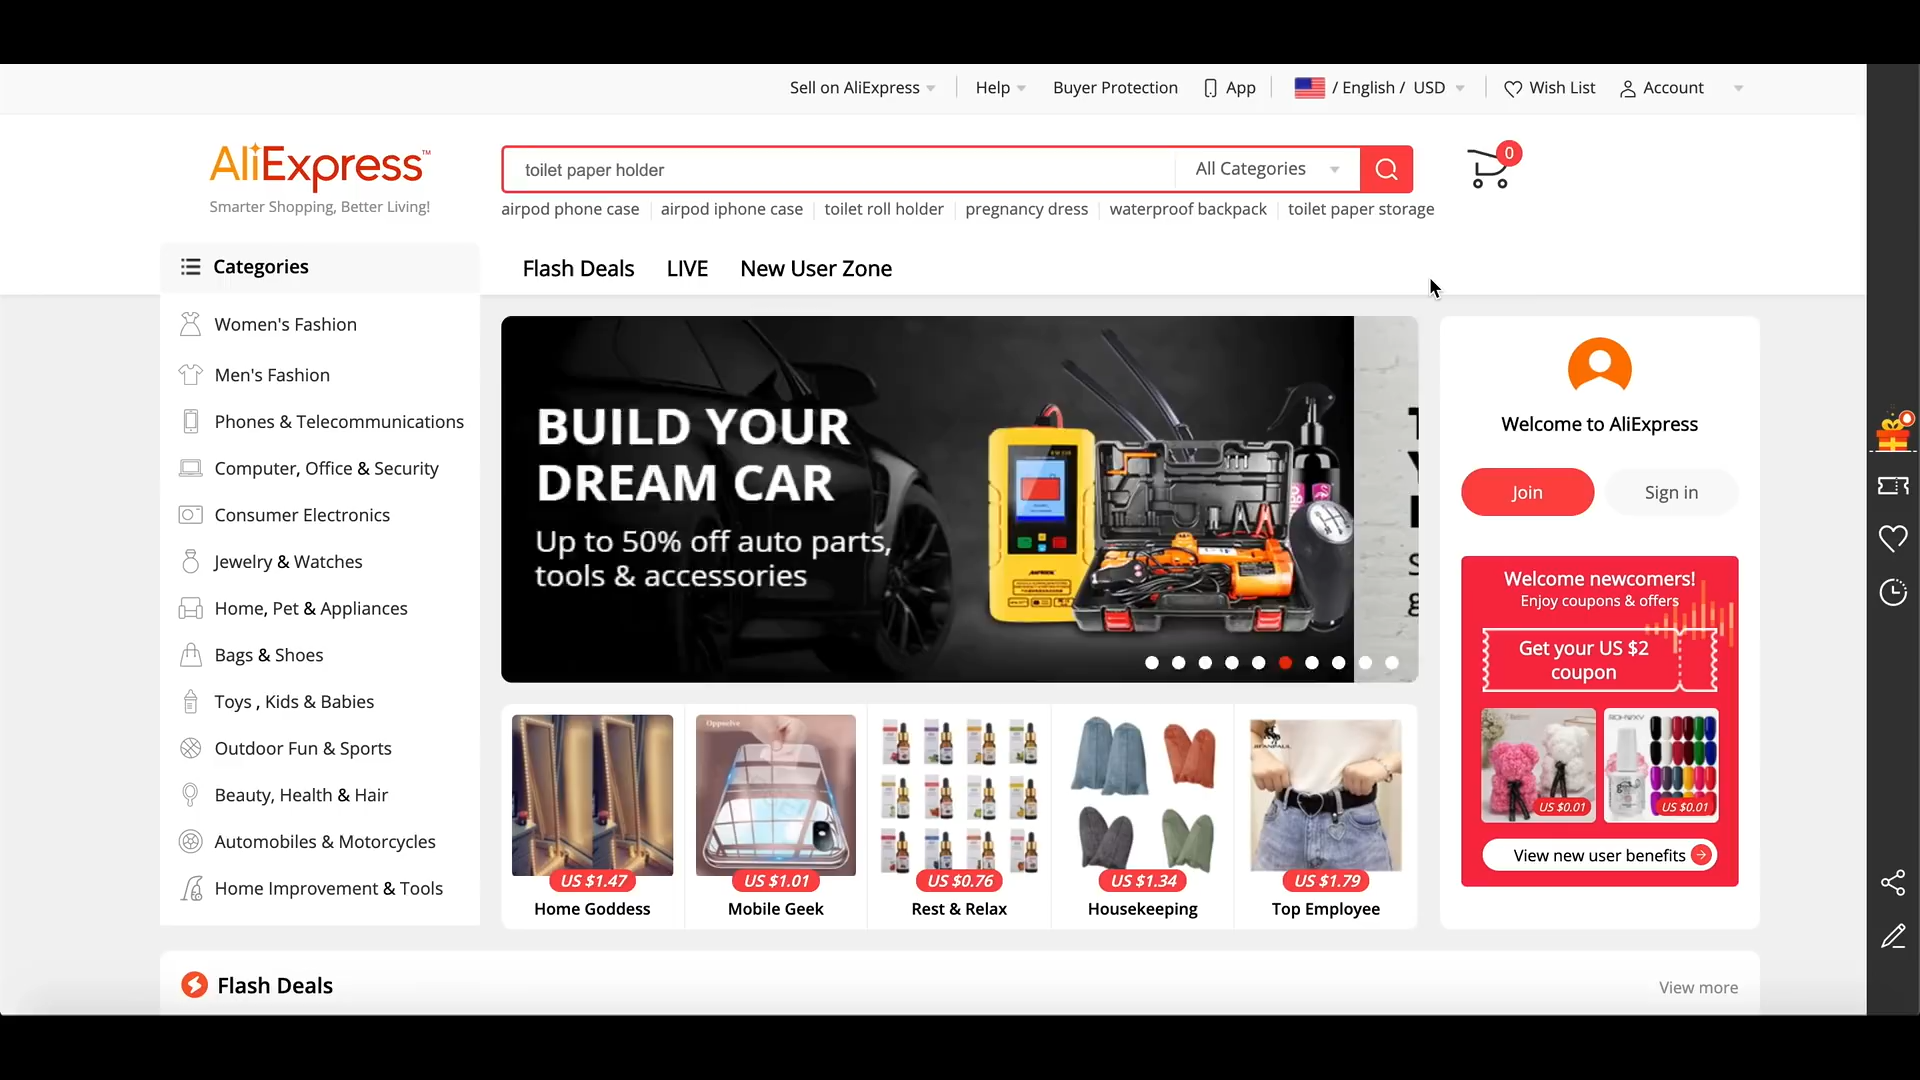 Sell on AliExpress
Help
Buyer Protection
App
/ English / USD
Wish List
Account
AliExpress™
Smarter Shopping, Better Living!
toilet paper holder
All Categories
0
airpod phone case
airpod iphone case
toilet roll holder
pregnancy dress
waterproof backpack
toilet paper storage
Categories
Flash Deals
LIVE
New User Zone
Women's Fashion
Men's Fashion
Phones & Telecommunications
Computer, Office & Security
Consumer Electronics
Jewelry & Watches
Home, Pet & Appliances
Bags & Shoes
Toys , Kids & Babies
Outdoor Fun & Sports
Beauty, Health & Hair
Automobiles & Motorcycles
Home Improvement & Tools
BUILD YOUR
DREAM CAR
Up to 50% off auto parts,
tools & accessories
Welcome to AliExpress
Join
Sign in
Welcome newcomers!
Enjoy coupons & offers
Get your US $2
coupon
US $0.01
US $0.01
View new user benefits
Oppselve
US $1.47
US $1.01
US $0.76
US $1.34
US $1.79
Home Goddess
Mobile Geek
Rest & Relax
Housekeeping
Top Employee
Flash Deals
View more